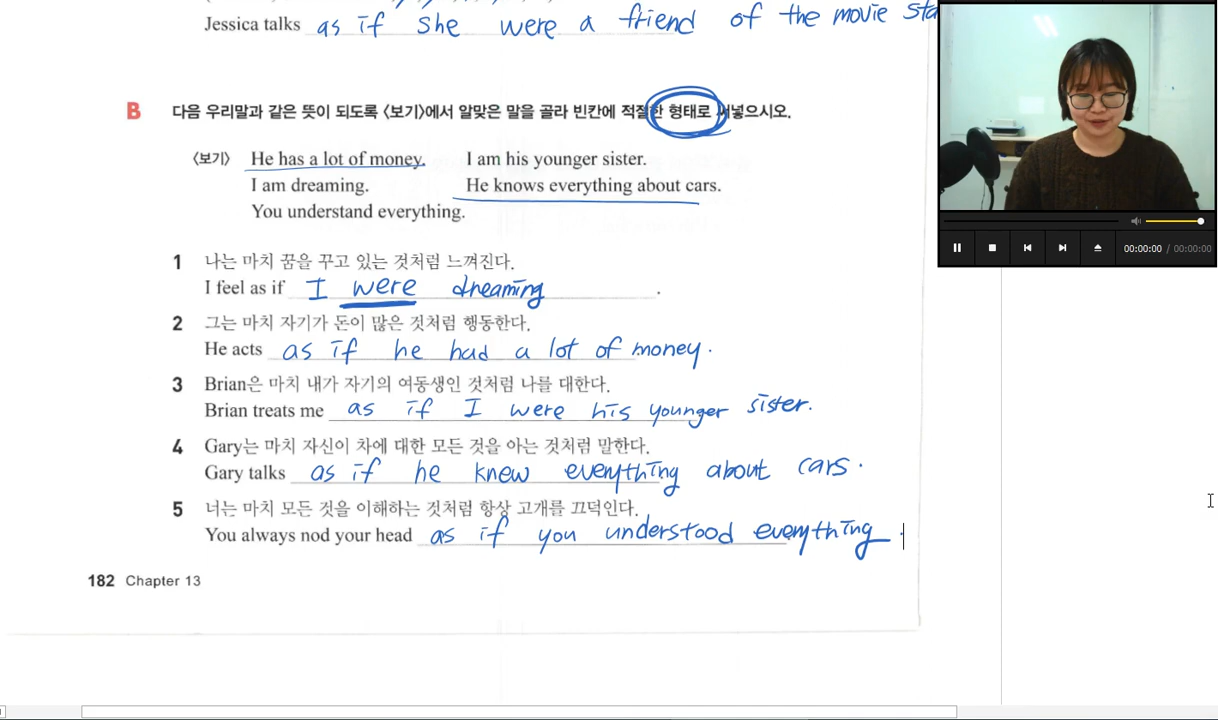 Jessica talks as if she were a friend of the movie sta
B 다음 우리말과 같은 뜻이 되도록 〈보기〉에서 알맞은 말을 골라 빈칸에 적절한 형태로 써넣으시오.
〈보기〉 He has a lot of money. I am his younger sister.
I am dreaming. He knows everything about cars.
You understand everything.
1 나는 마치 꿈을 꾸고 있는 것처럼 느껴진다.
I feel as if I were dreaming .
2 그는 마치 자기가 돈이 많은 것처럼 행동한다.
He acts as if he had a lot of money.
3 Brian은 마치 내가 자기의 여동생인 것처럼 나를 대한다.
Brian treats me as if I were his younger sister.
4 Gary는 마치 자신이 차에 대한 모든 것을 아는 것처럼 말한다.
Gary talks as if he knew everything about cars.
5 너는 마치 모든 것을 이해하는 것처럼 항상 고개를 끄덕인다.
You always nod your head as if you understood everything.
182 Chapter 13
00:00:00 / 00:00:00